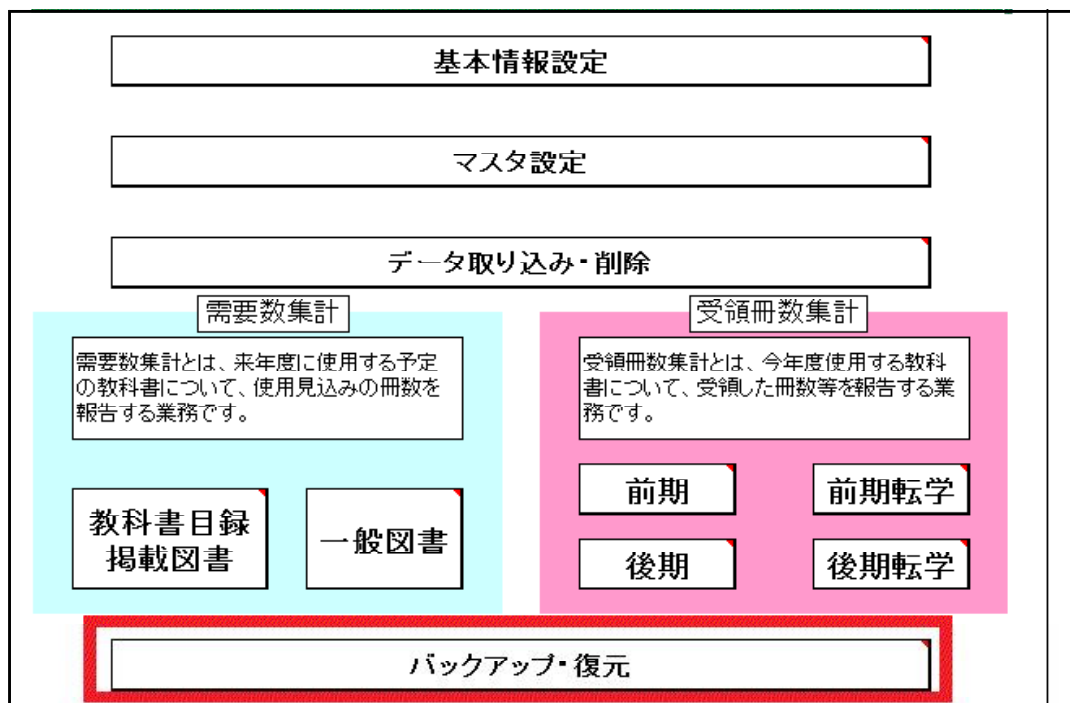 基本情報設定
マスタ設定
データ取り込み・削除
需要数集計
需要数集計とは、来年度に使用する予定
の教科書について、使用見込みの冊数を
報告する業務です。
教科書目録
掲載図書
一般図書
受領冊数集計
受領冊数集計とは、今年度使用する教科
書について、受領した冊数等を報告する業
務です。
前期
前期転学
後期
後期転学
バックアップ・復元